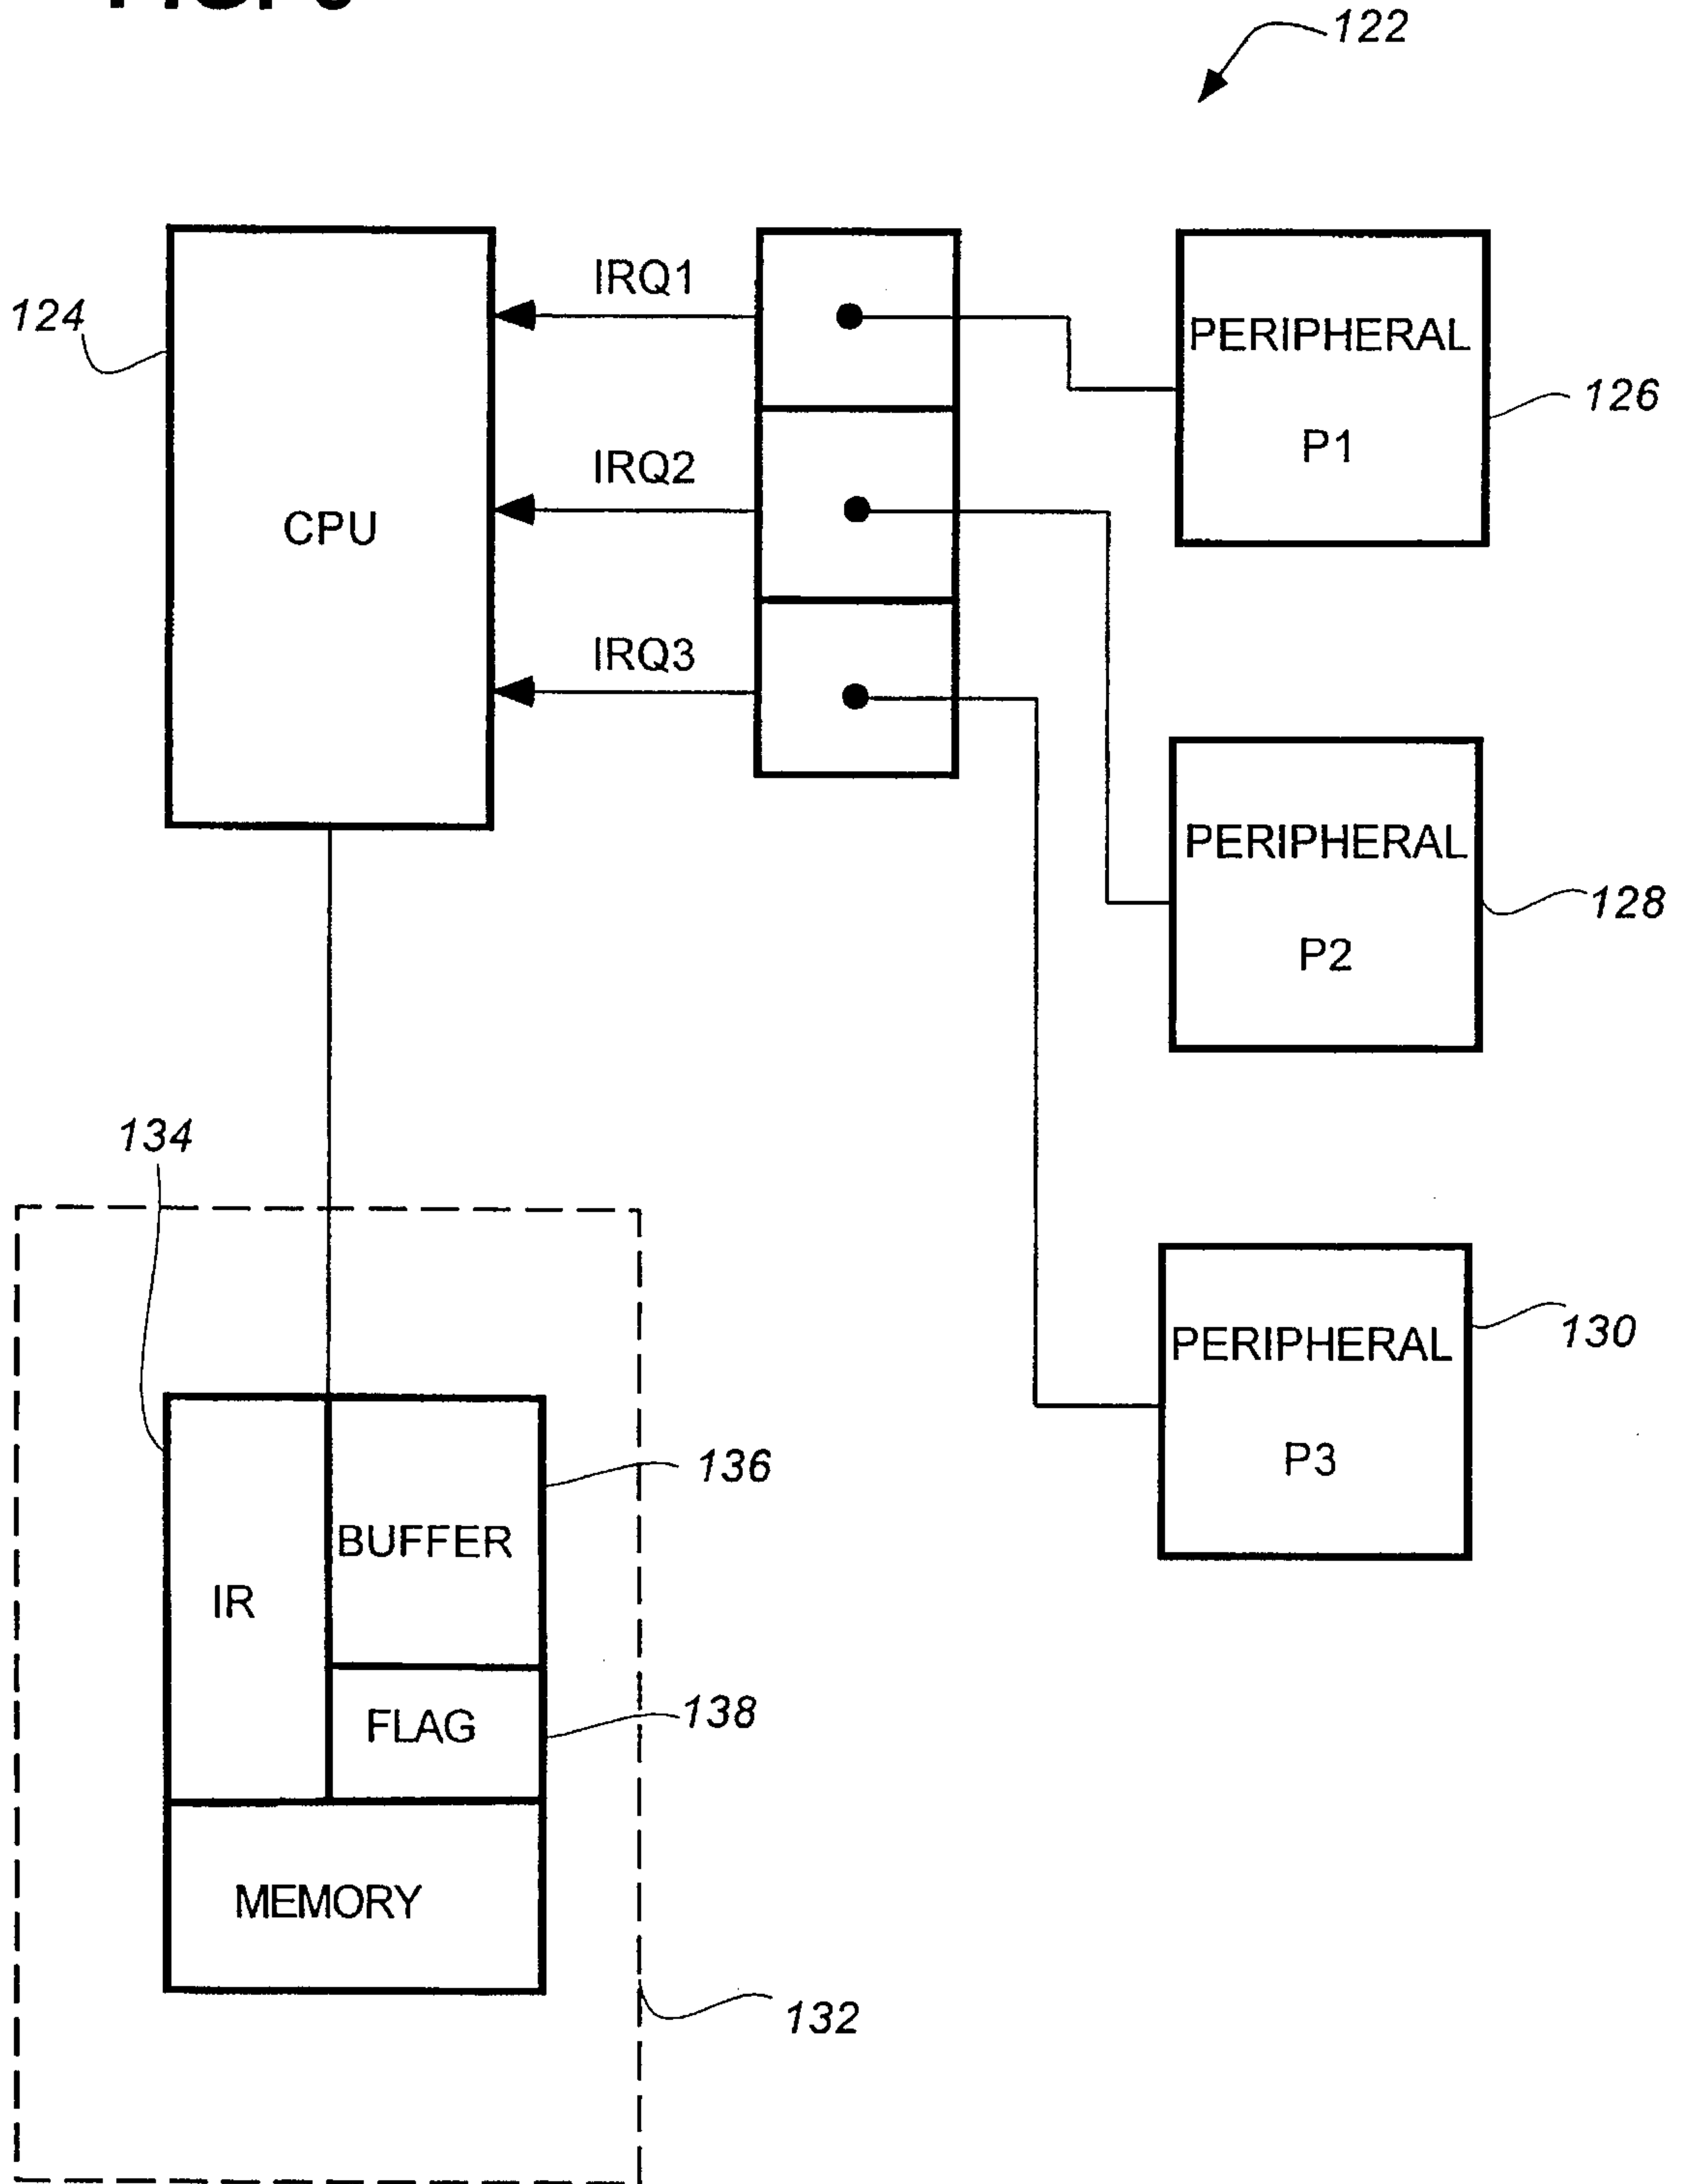 122
IRQ1
124
PERIPHERAL
126
P1
IRQ2
CPU
IRQ3
PERIPHERAL
128
P2
134
PERIPHERAL
130
136
P3
BUFFER
IR
138
FLAG
MEMORY
132